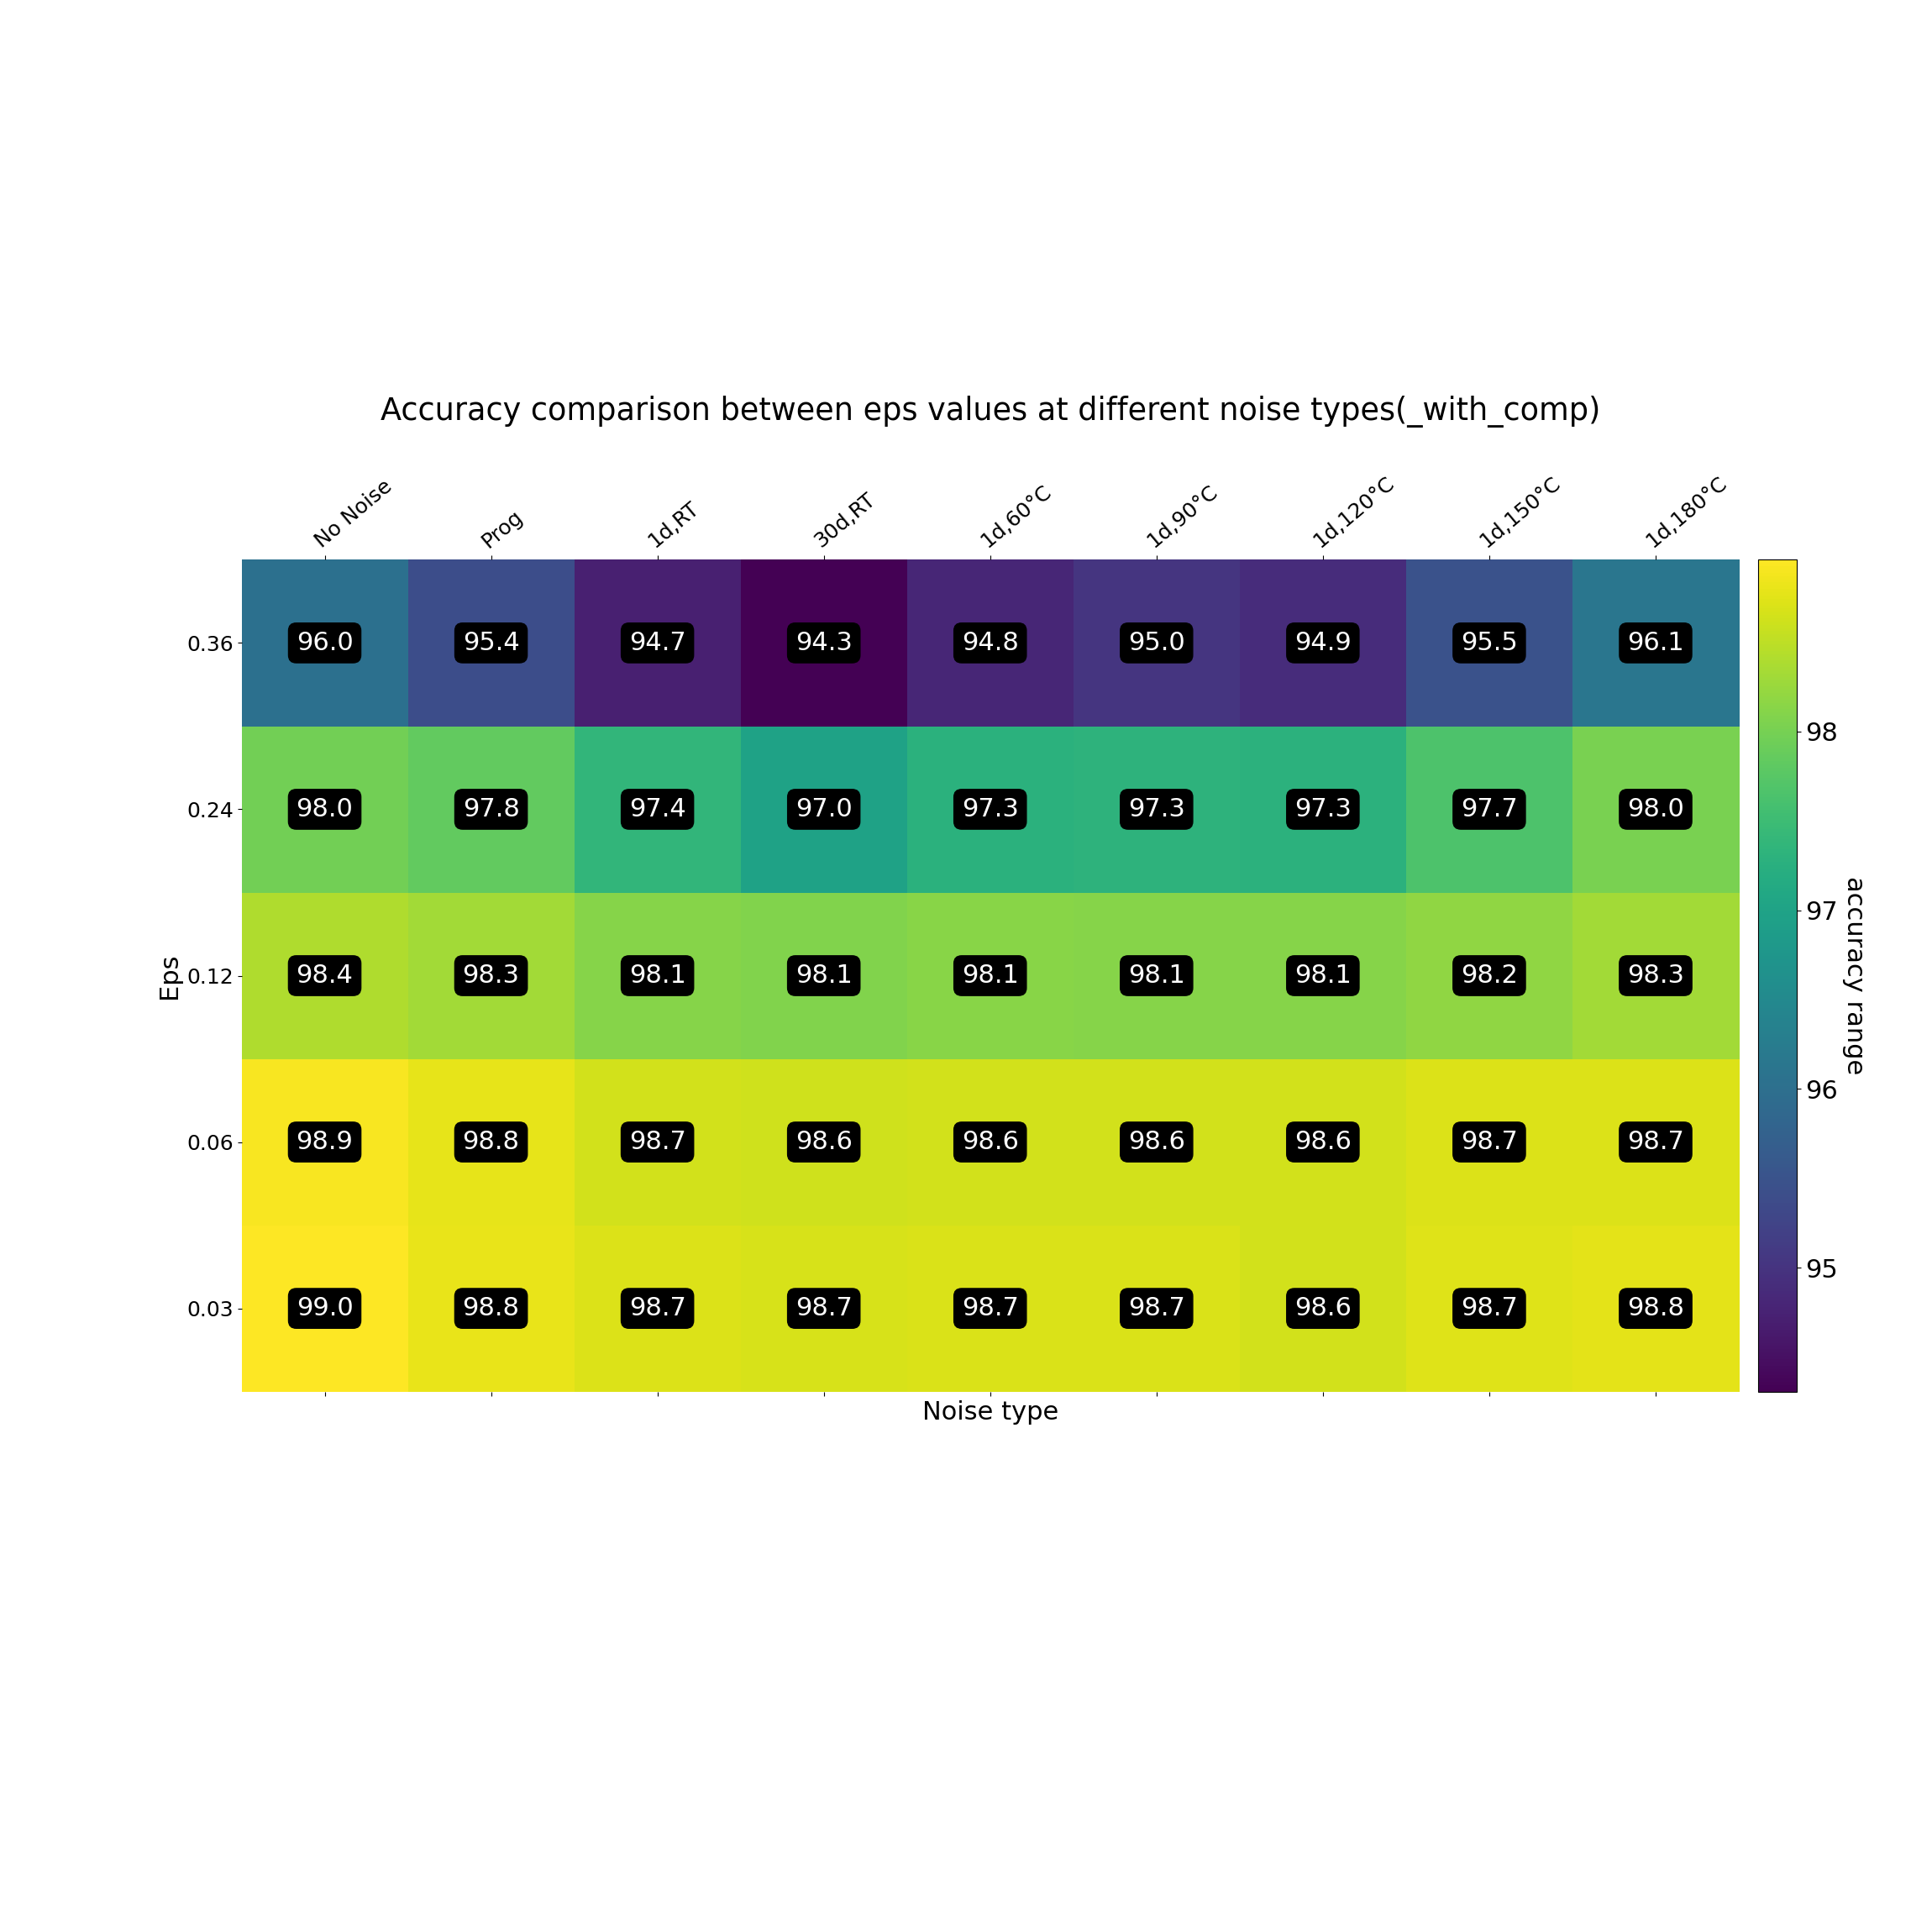 Accuracy comparison between eps values at different noise types(_with_comp)
No Noise Prog 1d,RT 30d,RT 1d,60°C 1d,90°C 1d,120°C 1d,150°C 1d,180°C
0.36 96.0 95.4 94.7 94.3 94.8 95.0 94.9 95.5 96.1
0.24 98.0 97.8 97.4 97.0 97.3 97.3 97.3 97.7 98.0
0.12 98.4 98.3 98.1 98.1 98.1 98.1 98.1 98.2 98.3
0.06 98.9 98.8 98.7 98.6 98.6 98.6 98.6 98.7 98.7
0.03 99.0 98.8 98.7 98.7 98.7 98.7 98.6 98.7 98.8
Eps
Noise type
98
97
96
95
accuracy range